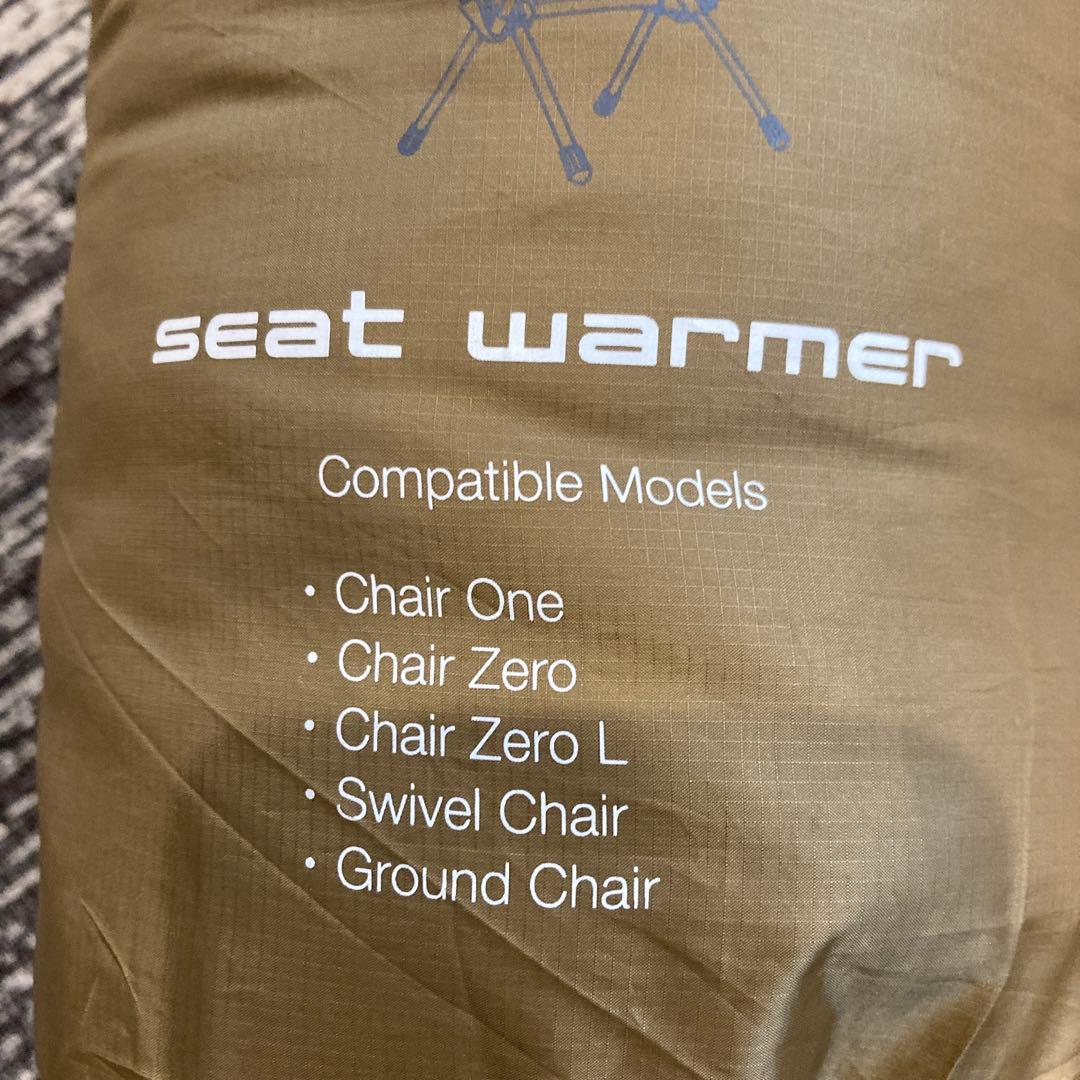 seat warmer
Compatible Models
• Chair One
• Chair Zero
• Chair Zero L
• Swivel Chair
• Ground Chair